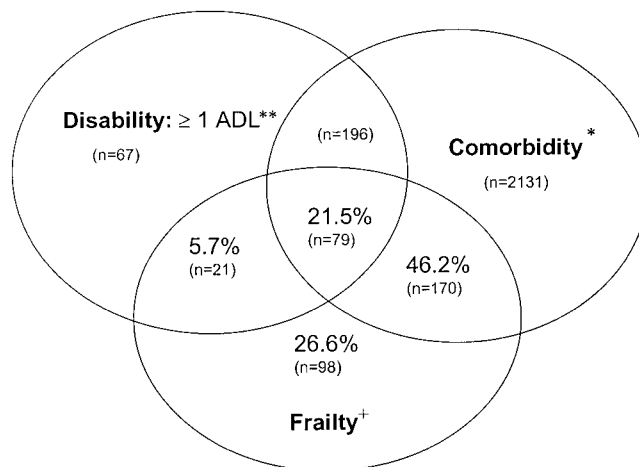 Disability: ≥ 1 ADL**
(n=67)
(n=196)
Comorbidity *
(n=2131)
21.5%
(n=79)
5.7%
(n=21)
46.2%
(n=170)
26.6%
(n=98)
Frailty+